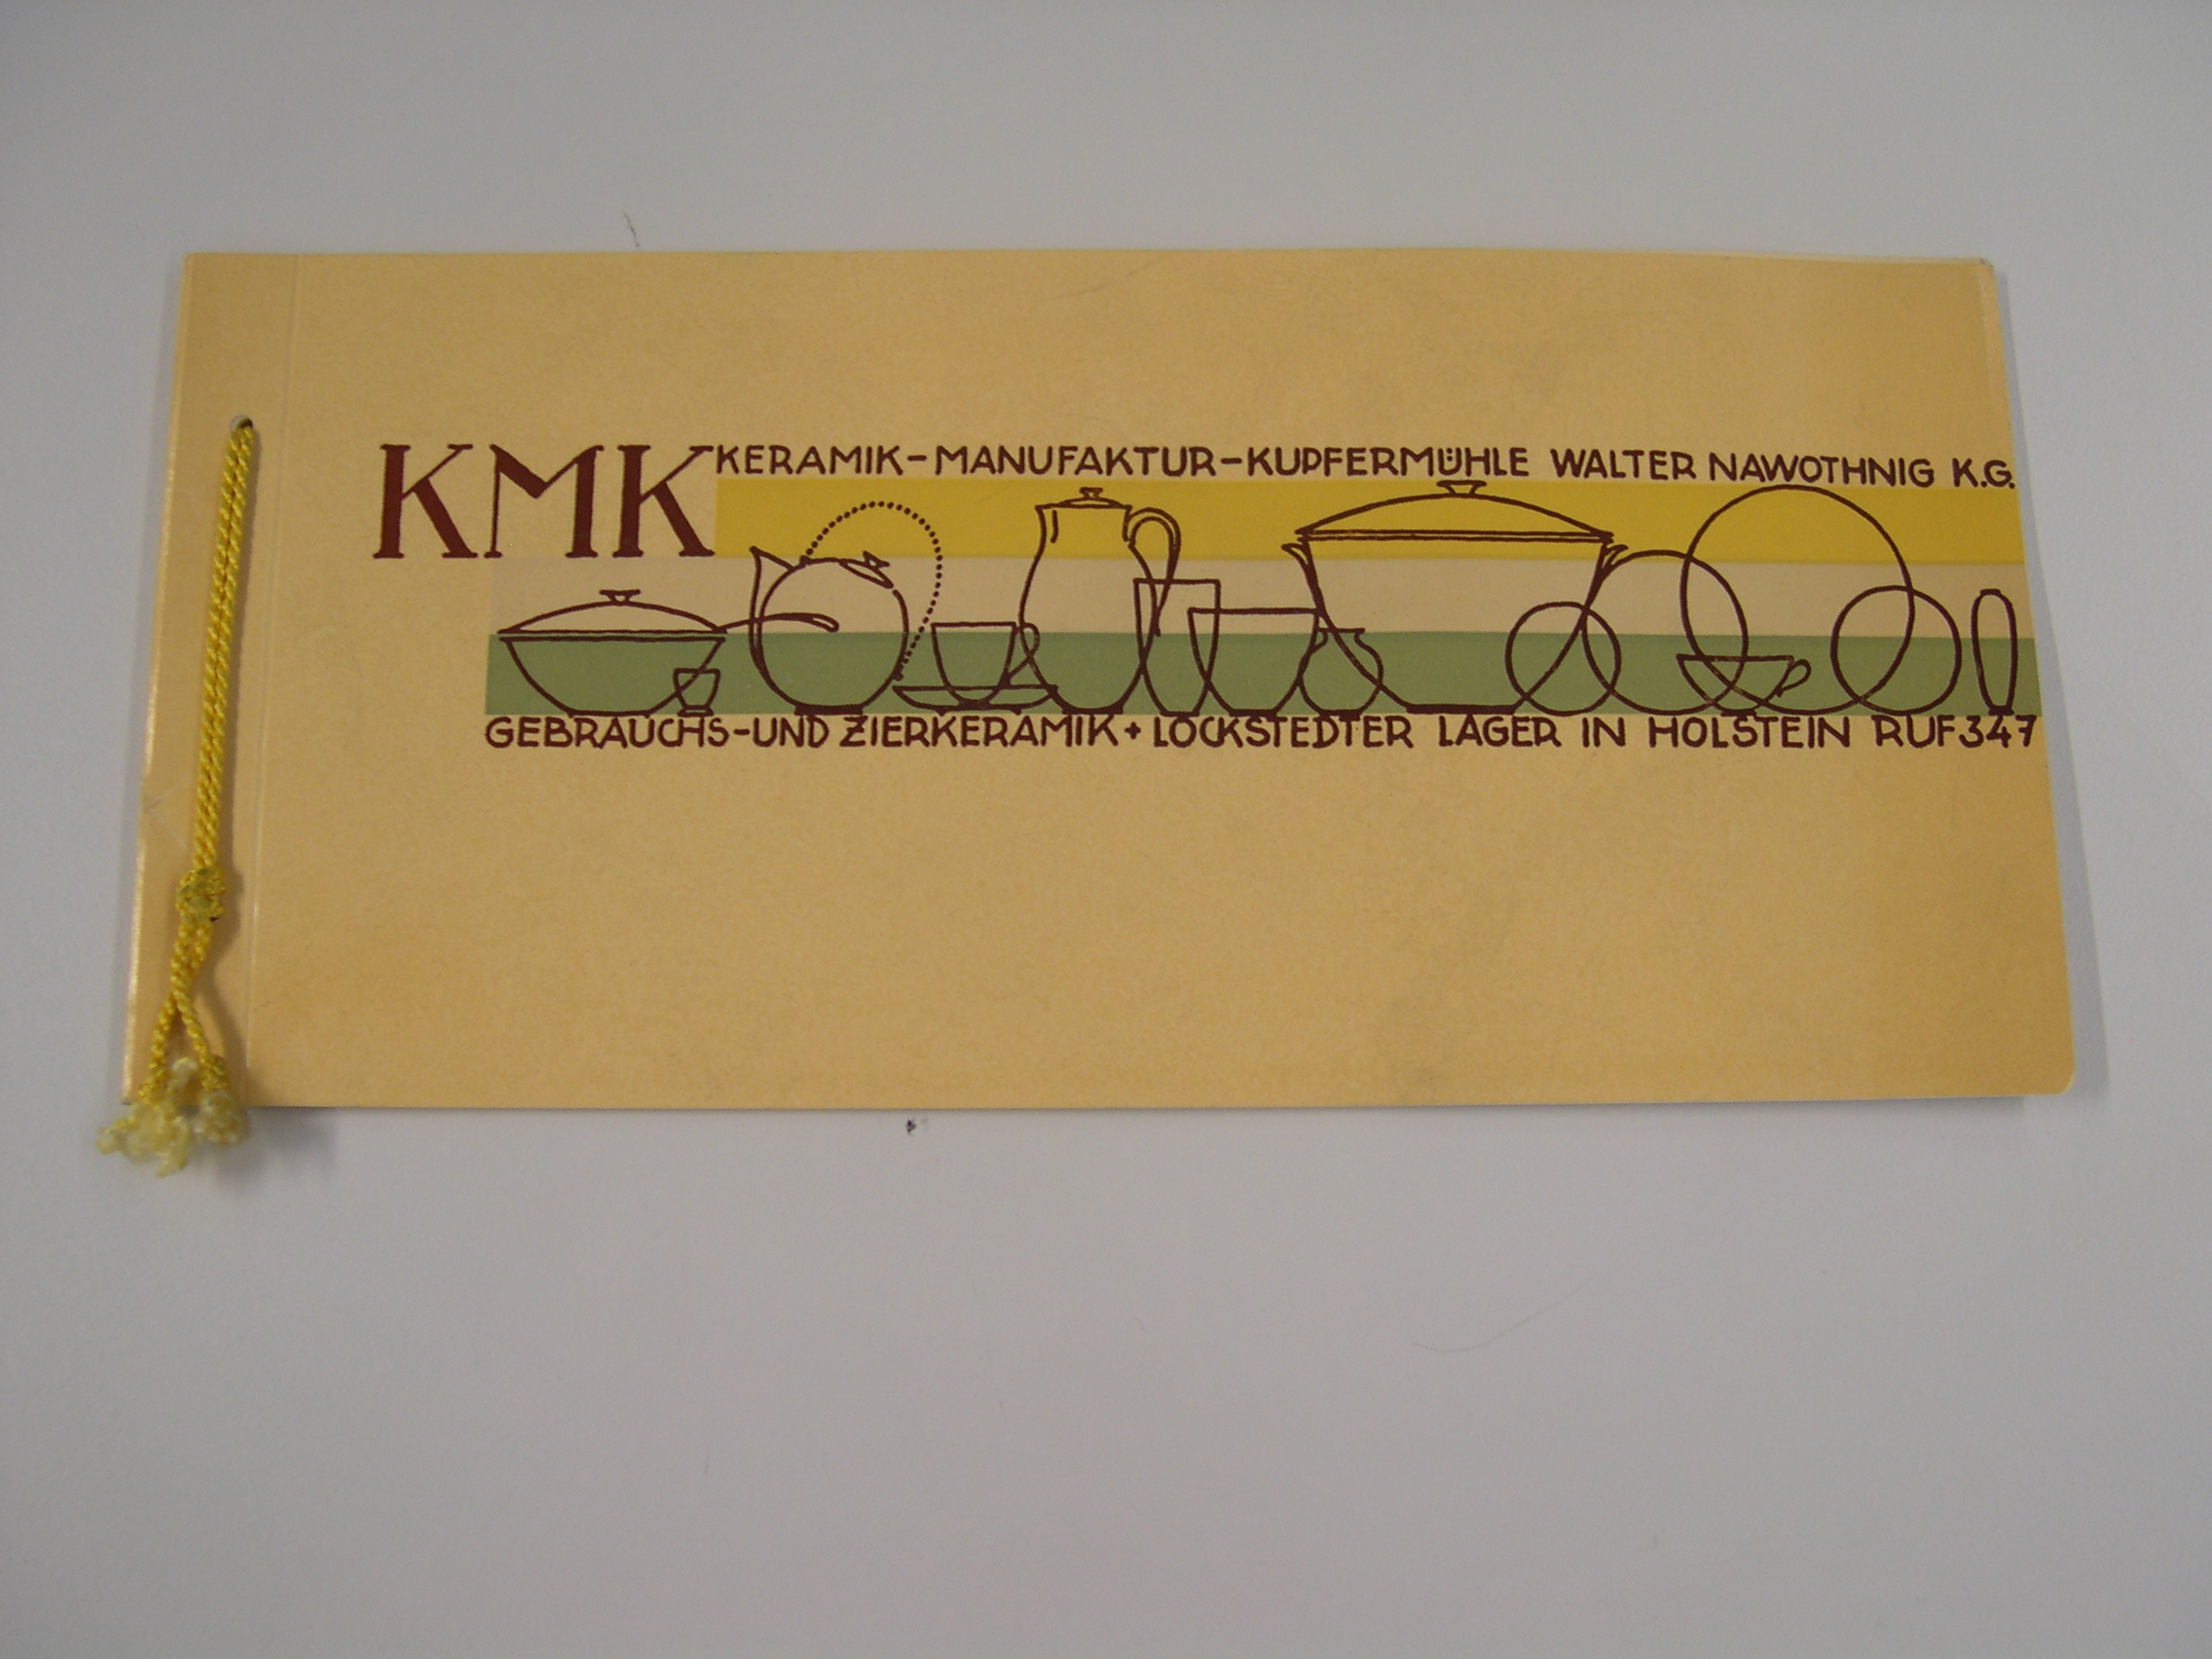 KMK KERAMIK-MANUFAKTUR-KUPFERMÜHLE WALTER NAWOTHNIG K.G.
GEBRAUCHS-UND ZIERKERAMIK + LOCKSTEDTER LAGER IN HOLSTEIN RUF 347